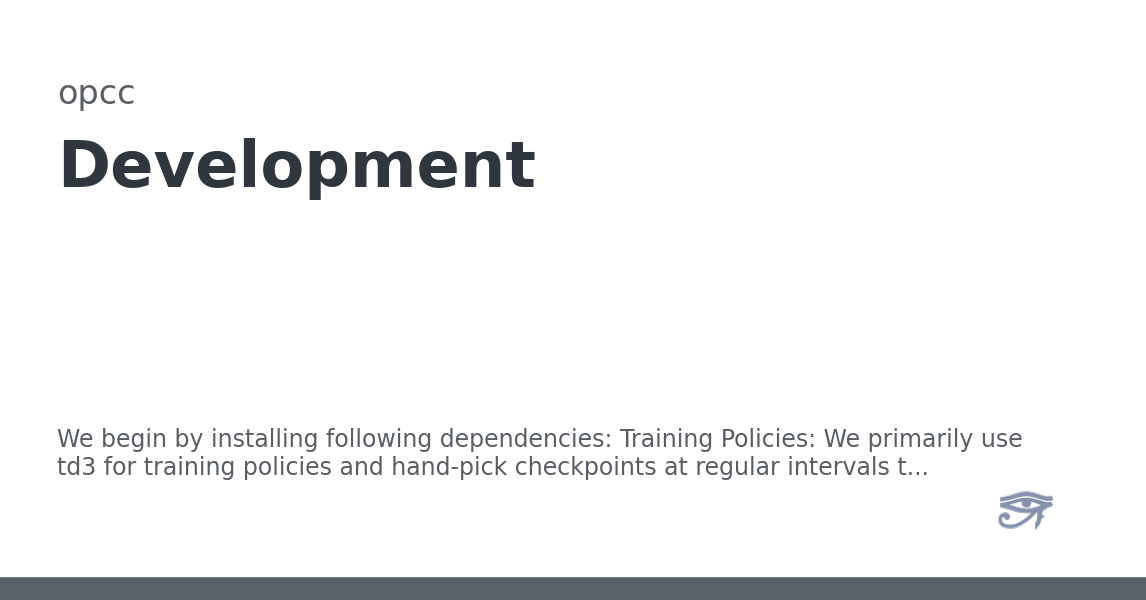 opcc
Development
We begin by installing following dependencies: Training Policies: We primarily use
td3 for training policies and hand-pick checkpoints at regular intervals t...